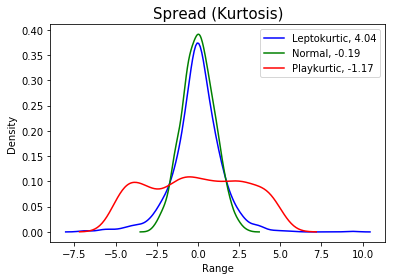 Spread (Kurtosis)
Leptokurtic, 4.04
Normal, -0.19
Playkurtic, -1.17
Density
0.40
0.35
0.30
0.25
0.20
0.15
0.10
0.05
0.00
-7.5
-5.0
-2.5
0.0
2.5
5.0
7.5
10.0
Range